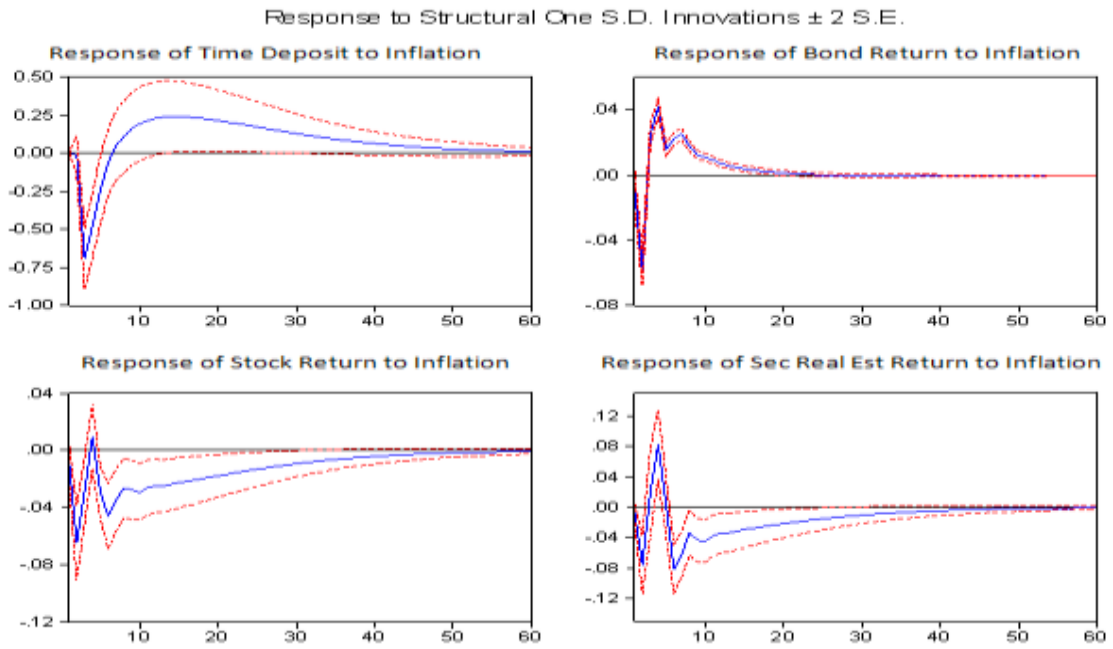 Response to Structural One S.D. Innovations ± 2 S.E.
Response of Time Deposit to Inflation
0.50
0.25
0.00
-0.25
-0.50
-0.75
-1.00
10 20 30 40 50 60
Response of Bond Return to Inflation
.04
.00
-.04
-.08
10 20 30 40 50 60
Response of Stock Return to Inflation
.04
.00
-.04
-.08
-.12
10 20 30 40 50 60
Response of Sec Real Est Return to Inflation
.12
.08
.04
.00
-.04
-.08
-.12
10 20 30 40 50 60